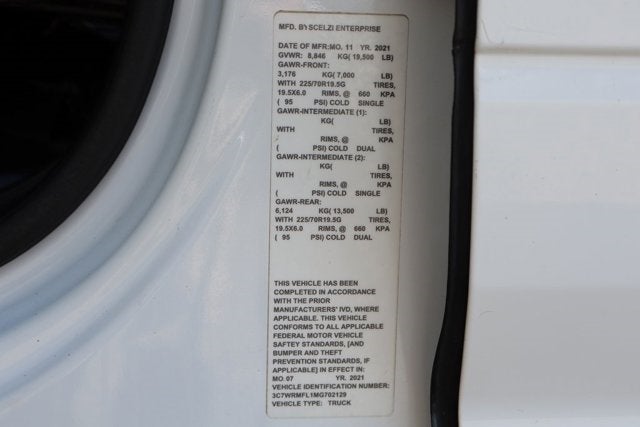 MFD. BY SCELZI ENTERPRISE
DATE OF MFR:MO. 11 YR. 2021
GVWR: 8,846 KG( 19,500 LB)
GAWR-FRONT:
3,176 KG( 7,000 LB)
WITH 225/70R19.5G TIRES,
19.5X6.0 RIMS, @ 660 KPA
( 95 PSI) COLD SINGLE
GAWR-INTERMEDIATE (1):
KG( LB)
WITH TIRES,
RIMS, @ KPA
( PSI) COLD DUAL
GAWR-INTERMEDIATE (2):
KG( LB)
WITH TIRES,
RIMS, @ KPA
( PSI) COLD DUAL
GAWR-REAR:
6,124 KG( 13,500 LB)
WITH 225/70R19.5G TIRES,
19.5X6.0 RIMS, @ 660 KPA
( 95 PSI) COLD DUAL
THIS VEHICLE HAS BEEN
COMPLETED IN ACCORDANCE
WITH THE PRIOR
MANUFACTURERS' IVD, WHERE
APPLICABLE. THIS VEHICLE
CONFORMS TO ALL APPLICABLE
FEDERAL MOTOR VEHICLE
SAFTEY STANDARDS, [AND
BUMPER AND THEFT
PREVENTION STANDARDS, IF
APPLICABLE] IN EFFECT IN:
MO. 07 YR. 2021
VEHICLE IDENTIFICATION NUMBER:
3C7WRMFL1MG702129
VEHICLE TYPE: TRUCK